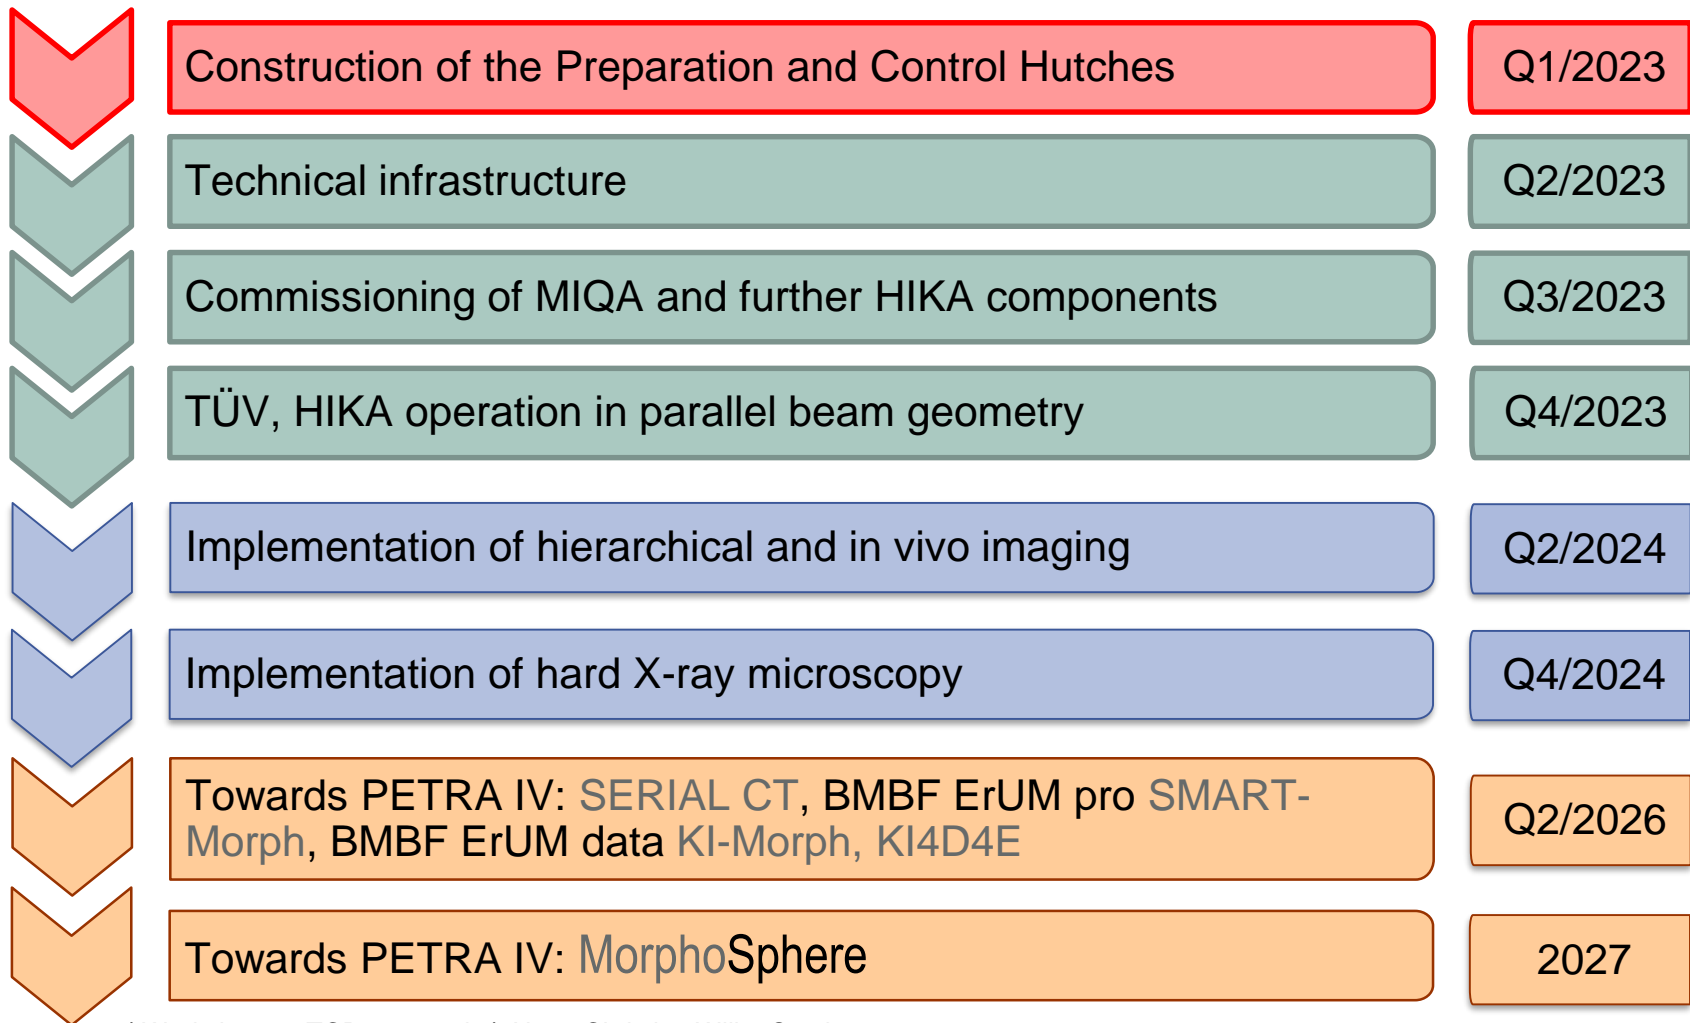 Construction of the Preparation and Control Hutches Q1/2023
Technical infrastructure Q2/2023
Commissioning of MIQA and further HIKA components Q3/2023
TÜV, HIKA operation in parallel beam geometry Q4/2023
Implementation of hierarchical and in vivo imaging Q2/2024
Implementation of hard X-ray microscopy Q4/2024
Towards PETRA IV: SERIAL CT, BMBF ErUM pro SMART-
Morph, BMBF ErUM data KI-Morph, KI4D4E Q2/2026
Towards PETRA IV: MorphoSphere 2027